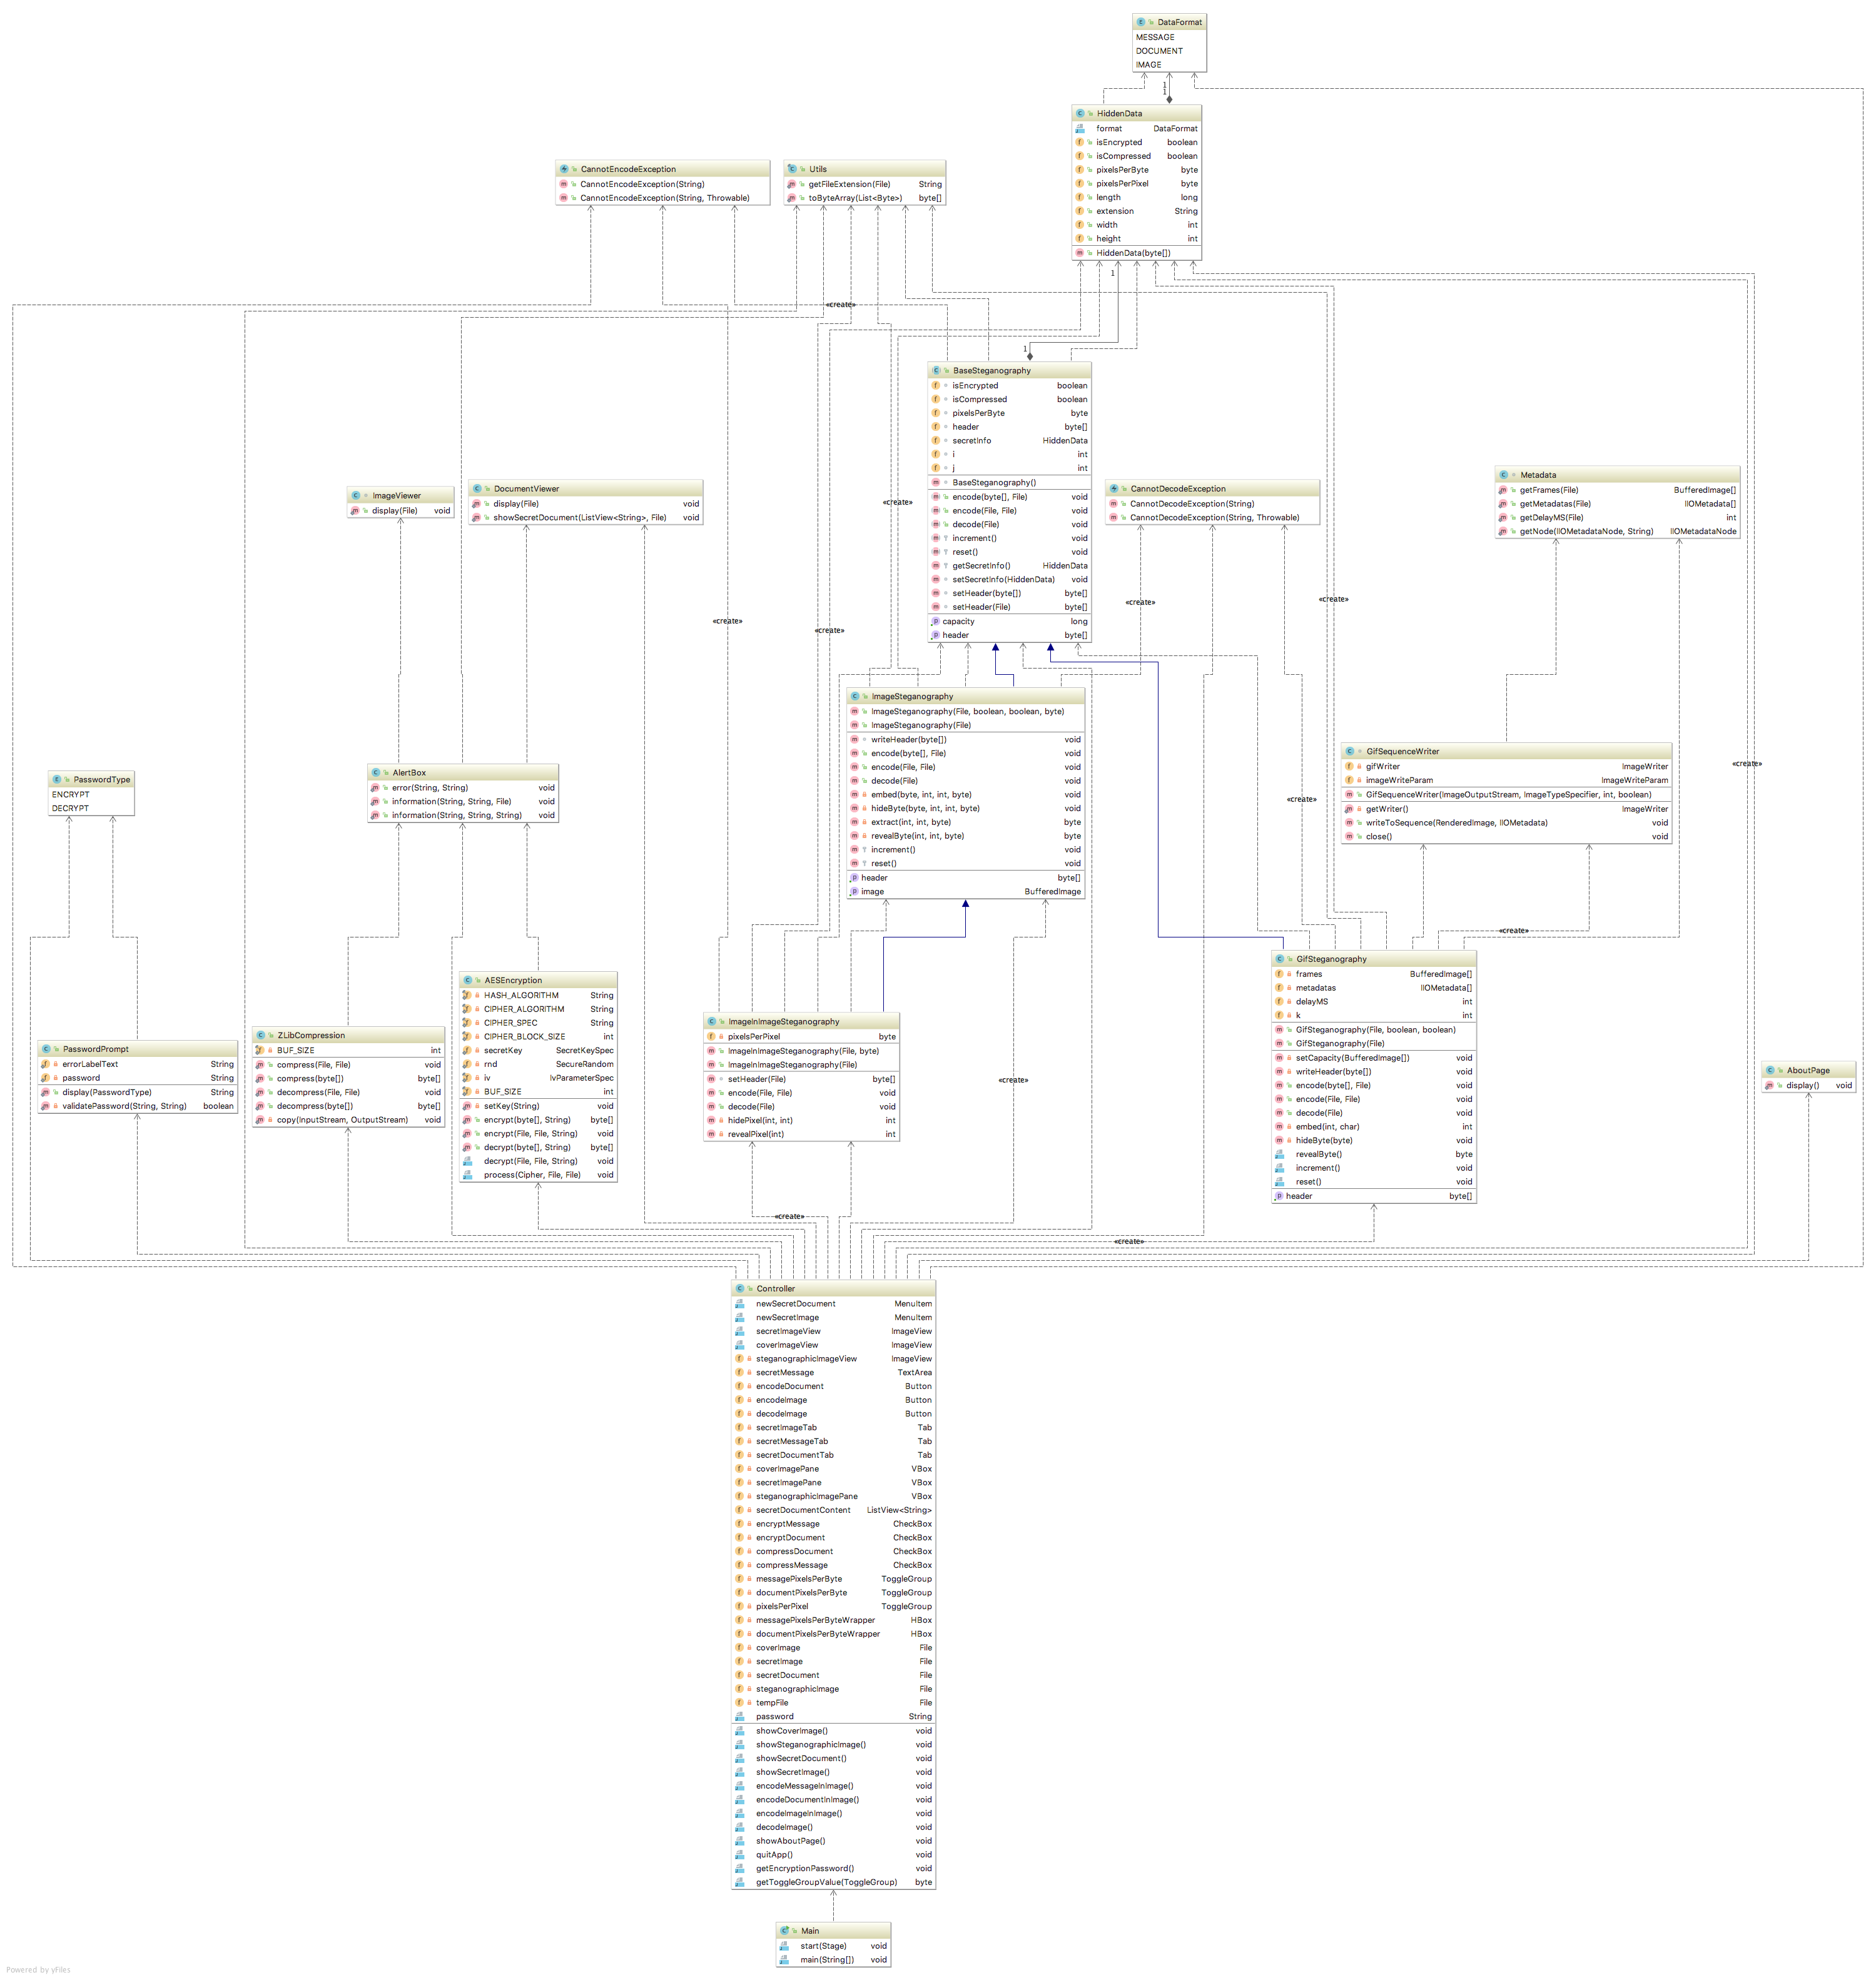 DataFormat
MESSAGE
DOCUMENT
IMAGE
1
1
HiddenData
format DataFormat
isEncrypted boolean
isCompressed boolean
pixelsPerByte byte
pixelsPerPixel byte
length long
extension String
width int
height int
HiddenData(byte[])
1
CannotEncodeException
CannotEncodeException(String)
CannotEncodeException(String, Throwable)
Utils
getFileExtension(File) String
toByteArray(List<Byte>) byte[]
«create»
1
BaseSteganography
isEncrypted boolean
isCompressed boolean
pixelsPerByte byte
header byte[]
secretInfo HiddenData
i int
j int
BaseSteganography()
encode(byte[], File) void
encode(File, File) void
decode(File) void
increment() void
reset() void
getSecretInfo() HiddenData
setSecretInfo(HiddenData) void
setHeader(byte[]) byte[]
setHeader(File) byte[]
capacity long
header byte[]
ImageViewer
display(File) void
DocumentViewer
display(File) void
showSecretDocument(ListView<String>, File) void
«create»
CannotDecodeException
CannotDecodeException(String)
CannotDecodeException(String, Throwable)
Metadata
getFrames(File) BufferedImage[]
getMetadatas(File) IIOMetadata[]
getDelayMS(File) int
getNode(IIOMetadataNode, String) IIOMetadataNode
«create»
«create»
«create»
«create»
ImageSteganography
ImageSteganography(File, boolean, boolean, byte)
ImageSteganography(File)
writeHeader(byte[]) void
encode(byte[], File) void
encode(File, File) void
decode(File) void
embed(byte, int, int, byte) void
hideByte(byte, int, int, byte) void
extract(int, int, byte) byte
revealByte(int, int, byte) byte
increment() void
reset() void
header byte[]
image BufferedImage
GifSequenceWriter
gifWriter ImageWriter
imageWriteParam ImageWriteParam
GifSequenceWriter(ImageOutputStream, ImageTypeSpecifier, int, boolean)
getWriter() ImageWriter
writeToSequence(RenderedImage, IIOMetadata) void
close() void
«create»
«create»
PasswordType
ENCRYPT
DECRYPT
AlertBox
error(String, String) void
information(String, String, File) void
information(String, String, String) void
«create»
GifSteganography
frames BufferedImage[]
metadatas IIOMetadata[]
delayMS int
k int
GifSteganography(File, boolean, boolean)
GifSteganography(File)
setCapacity(BufferedImage[]) void
writeHeader(byte[]) void
encode(byte[], File) void
encode(File, File) void
decode(File) void
embed(int, char) int
hideByte(byte) void
revealByte() byte
increment() void
reset() void
header byte[]
AESEncryption
HASH_ALGORITHM String
CIPHER_ALGORITHM String
CIPHER_SPEC String
CIPHER_BLOCK_SIZE int
secretKey SecretKeySpec
rnd SecureRandom
iv IvParameterSpec
BUF_SIZE int
setKey(String) void
encrypt(byte[], String) byte[]
encrypt(File, File, String) void
decrypt(byte[], String) byte[]
decrypt(File, File, String) void
process(Cipher, File, File) void
ImageInImageSteganography
pixelsPerPixel byte
ImageInImageSteganography(File, byte)
ImageInImageSteganography(File)
setHeader(File) byte[]
encode(File, File) void
decode(File) void
hidePixel(int, int) int
revealPixel(int) int
ZLibCompression
BUF_SIZE int
compress(File, File) void
compress(byte[]) byte[]
decompress(File, File) void
decompress(byte[]) byte[]
copy(InputStream, OutputStream) void
PasswordPrompt
errorLabelText String
password String
display(PasswordType) String
validatePassword(String, String) boolean
AboutPage
display() void
«create»
«create»
«create»
Controller
newSecretDocument MenuItem
newSecretImage MenuItem
secretImageView ImageView
coverImageView ImageView
steganographicImageView ImageView
secretMessage TextArea
encodeDocument Button
encodeImage Button
decodeImage Button
secretImageTab Tab
secretMessageTab Tab
secretDocumentTab Tab
coverImagePane VBox
secretImagePane VBox
steganographicImagePane VBox
secretDocumentContent ListView<String>
encryptMessage CheckBox
encryptDocument CheckBox
compressDocument CheckBox
compressMessage CheckBox
messagePixelsPerByte ToggleGroup
documentPixelsPerByte ToggleGroup
pixelsPerPixel ToggleGroup
messagePixelsPerByteWrapper HBox
documentPixelsPerByteWrapper HBox
coverImage File
secretImage File
secretDocument File
steganographicImage File
tempFile File
password String
showCoverImage() void
showSteganographicImage() void
showSecretDocument() void
showSecretImage() void
encodeMessageInImage() void
encodeDocumentInImage() void
encodeImageInImage() void
decodeImage() void
showAboutPage() void
quitApp() void
getEncryptionPassword() void
getToggleGroupValue(ToggleGroup) byte
Main
start(Stage) void
main(String[]) void
Powered by yFiles